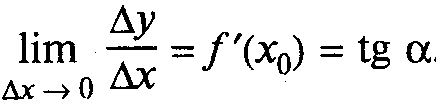 lim Δx → 0 Δy/Δx = f′(x₀) = tg α.